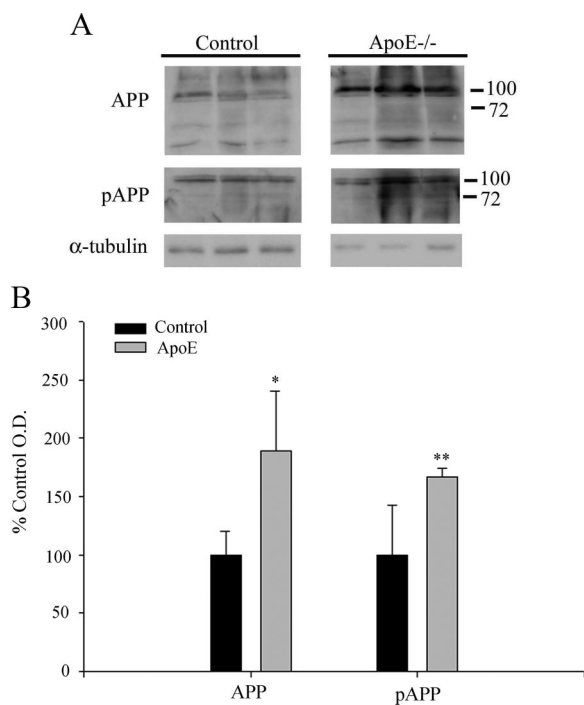 A
Control ApoE-/-
APP
100
72
pAPP
100
72
α-tubulin
B
300
Control
ApoE
250
*
200
**
150
100
50
0
% Control O.D.
APP pAPP